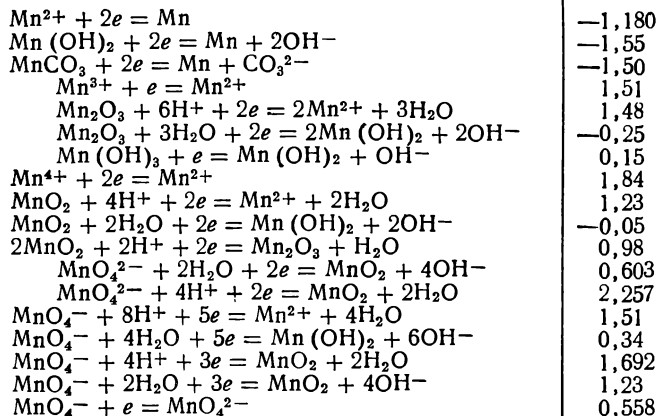 Mn²⁺ + 2e = Mn —1,180
Mn (OH)₂ + 2e = Mn + 2OH⁻ —1,55
MnCO₃ + 2e = Mn + CO₃²⁻ —1,50
Mn³⁺ + e = Mn²⁺ 1,51
Mn₂O₃ + 6H⁺ + 2e = 2Mn²⁺ + 3H₂O 1,48
Mn₂O₃ + 3H₂O + 2e = 2Mn (OH)₂ + 2OH⁻ —0,25
Mn (OH)₃ + e = Mn (OH)₂ + OH⁻ 0,15
Mn⁴⁺ + 2e = Mn²⁺ 1,84
MnO₂ + 4H⁺ + 2e = Mn²⁺ + 2H₂O 1,23
MnO₂ + 2H₂O + 2e = Mn (OH)₂ + 2OH⁻ —0,05
2MnO₂ + 2H⁺ + 2e = Mn₂O₃ + H₂O 0,98
MnO₄²⁻ + 2H₂O + 2e = MnO₂ + 4OH⁻ 0,603
MnO₄²⁻ + 4H⁺ + 2e = MnO₂ + 2H₂O 2,257
MnO₄⁻ + 8H⁺ + 5e = Mn²⁺ + 4H₂O 1,51
MnO₄⁻ + 4H₂O + 5e = Mn (OH)₂ + 6OH⁻ 0,34
MnO₄⁻ + 4H⁺ + 3e = MnO₂ + 2H₂O 1,692
MnO₄⁻ + 2H₂O + 3e = MnO₂ + 4OH⁻ 1,23
MnO₄⁻ + e = MnO₄²⁻ 0,558